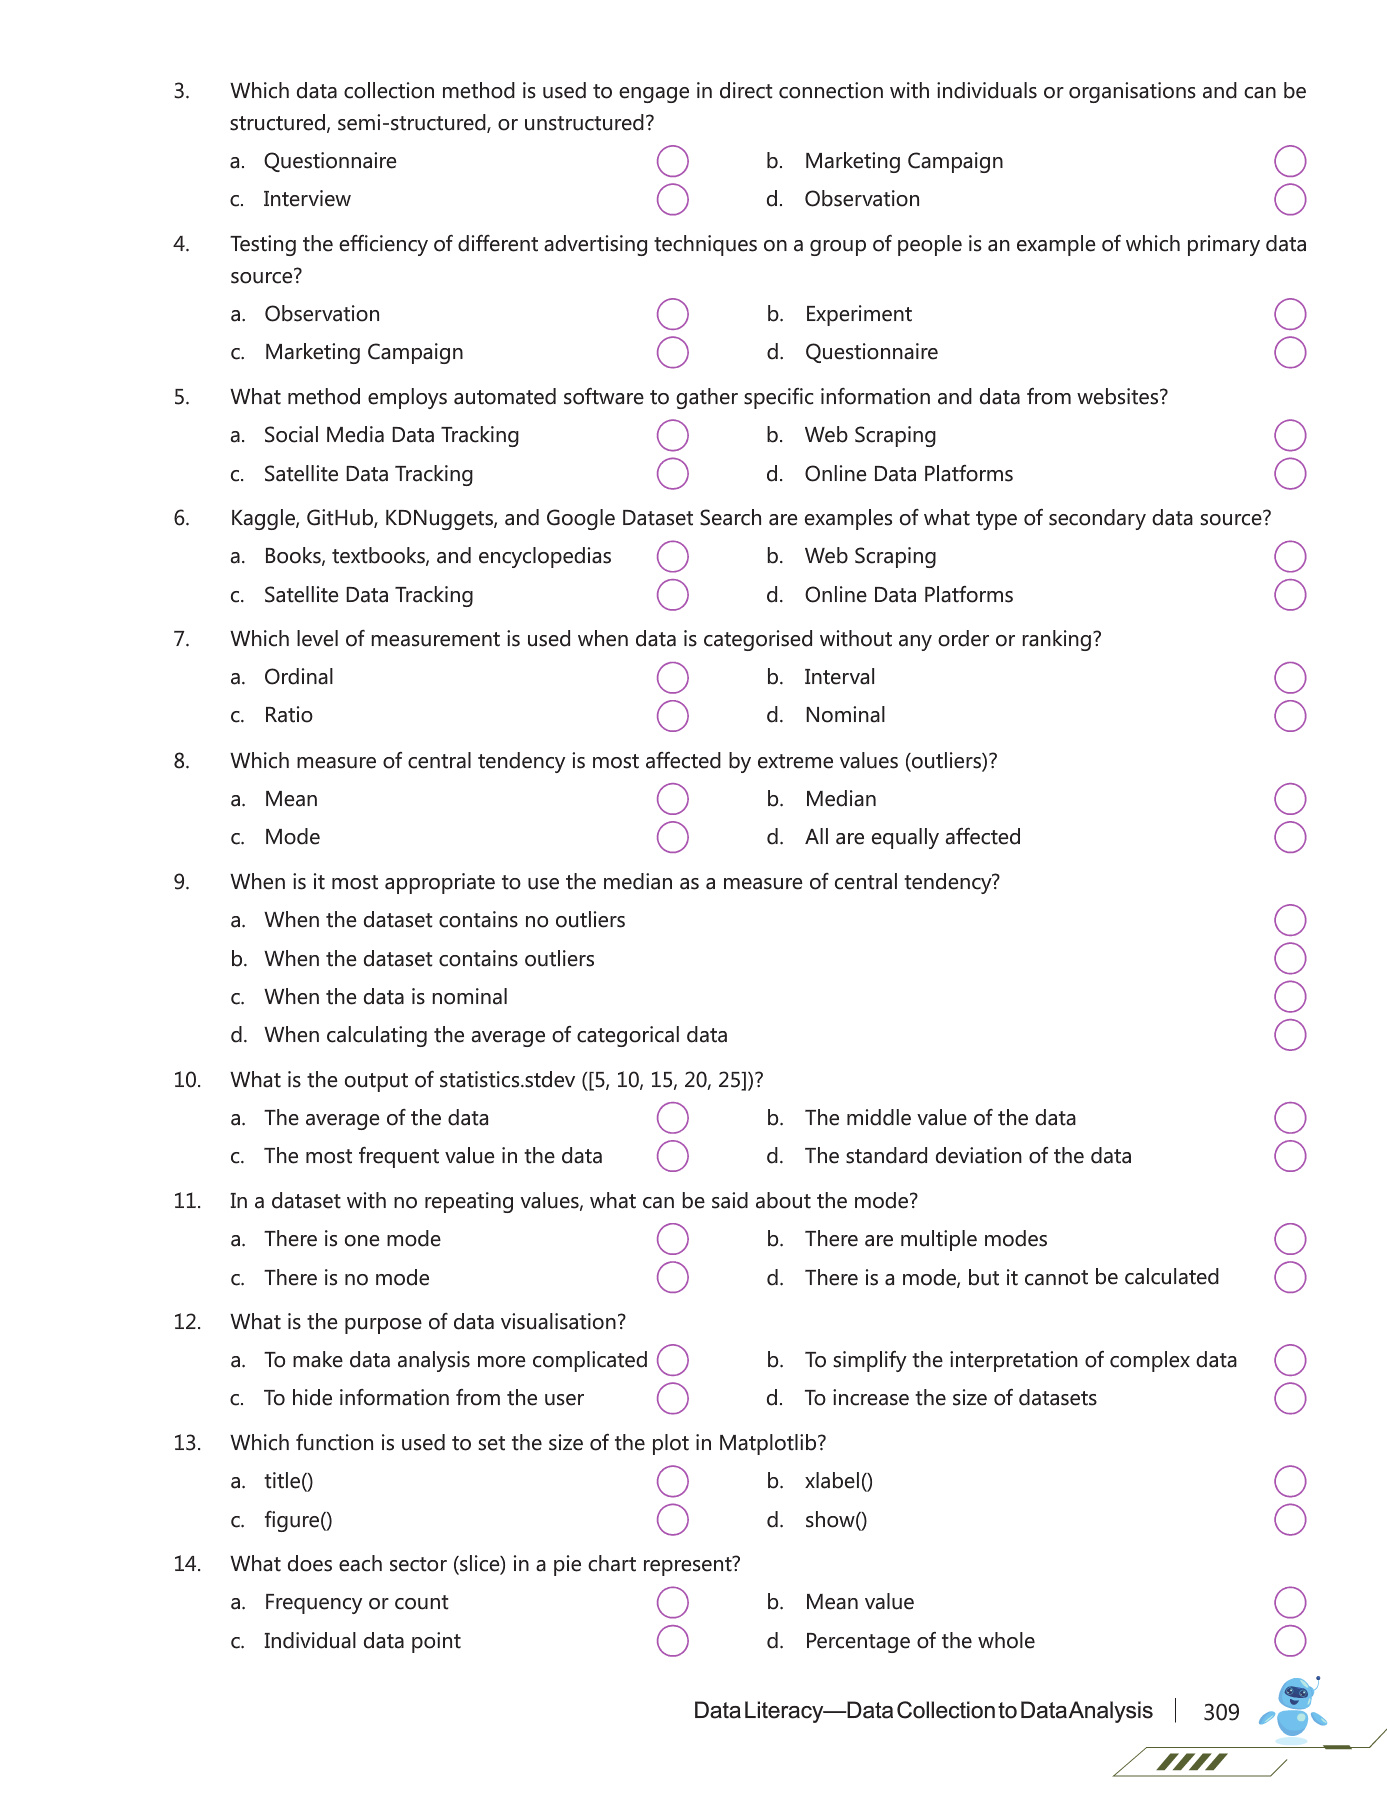 3. Which data collection method is used to engage in direct connection with individuals or organisations and can be
structured, semi-structured, or unstructured?
a. Questionnaire b. Marketing Campaign
c. Interview d. Observation
4. Testing the efficiency of different advertising techniques on a group of people is an example of which primary data
source?
a. Observation b. Experiment
c. Marketing Campaign d. Questionnaire
5. What method employs automated software to gather specific information and data from websites?
a. Social Media Data Tracking b. Web Scraping
c. Satellite Data Tracking d. Online Data Platforms
6. Kaggle, GitHub, KDNuggets, and Google Dataset Search are examples of what type of secondary data source?
a. Books, textbooks, and encyclopedias b. Web Scraping
c. Satellite Data Tracking d. Online Data Platforms
7. Which level of measurement is used when data is categorised without any order or ranking?
a. Ordinal b. Interval
c. Ratio d. Nominal
8. Which measure of central tendency is most affected by extreme values (outliers)?
a. Mean b. Median
c. Mode d. All are equally affected
9. When is it most appropriate to use the median as a measure of central tendency?
a. When the dataset contains no outliers
b. When the dataset contains outliers
c. When the data is nominal
d. When calculating the average of categorical data
10. What is the output of statistics.stdev ([5, 10, 15, 20, 25])?
a. The average of the data b. The middle value of the data
c. The most frequent value in the data d. The standard deviation of the data
11. In a dataset with no repeating values, what can be said about the mode?
a. There is one mode b. There are multiple modes
c. There is no mode d. There is a mode, but it cannot be calculated
12. What is the purpose of data visualisation?
a. To make data analysis more complicated b. To simplify the interpretation of complex data
c. To hide information from the user d. To increase the size of datasets
13. Which function is used to set the size of the plot in Matplotlib?
a. title() b. xlabel()
c. figure() d. show()
14. What does each sector (slice) in a pie chart represent?
a. Frequency or count b. Mean value
c. Individual data point d. Percentage of the whole
Data Literacy—Data Collection to Data Analysis 309